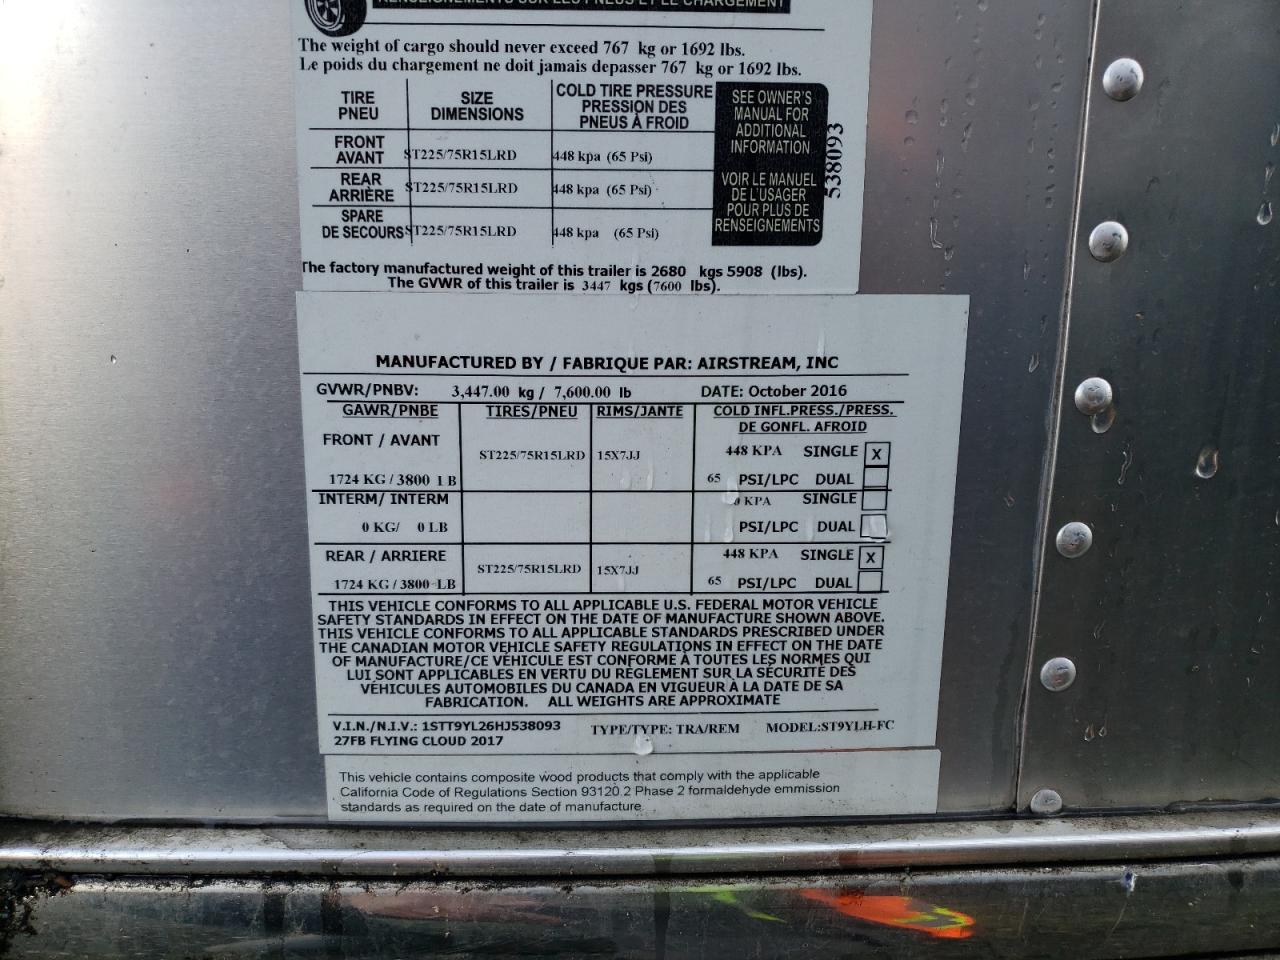 RENSEIGNEMENTS SUR LES PNEUS ET LE CHARGEMENT
The weight of cargo should never exceed 767 kg or 1692 lbs.
Le poids du chargement ne doit jamais depasser 767 kg or 1692 lbs.
TIRE PNEU
SIZE DIMENSIONS
COLD TIRE PRESSURE PRESSION DES PNEUS À FROID
FRONT AVANT ST225/75R15LRD 448 kpa (65 Psi)
REAR ARRIÈRE ST225/75R15LRD 448 kpa (65 Psi)
SPARE DE SECOURS ST225/75R15LRD 448 kpa (65 Psi)
SEE OWNER'S
MANUAL FOR
ADDITIONAL
INFORMATION
VOIR LE MANUEL
DE L'USAGER
POUR PLUS DE
RENSEIGNEMENTS
538093
The factory manufactured weight of this trailer is 2680 kgs 5908 (lbs).
The GVWR of this trailer is 3447 kgs (7600 lbs).
MANUFACTURED BY / FABRIQUE PAR: AIRSTREAM, INC
GVWR/PNBV: 3,447.00 kg / 7,600.00 lb DATE: October 2016
GAWR/PNBE TIRES/PNEU RIMS/JANTE COLD INFL.PRESS./PRESS.
DE GONFL. AFROID
FRONT / AVANT
ST225/75R15LRD 15X7JJ 448 KPA SINGLE X
1724 KG / 3800 LB 65 PSI/LPC DUAL
INTERM/ INTERM 0 KPA SINGLE
0 KG/ 0 LB PSI/LPC DUAL
REAR / ARRIERE ST225/75R15LRD 15X7JJ 448 KPA SINGLE X
1724 KG / 3800 LB 65 PSI/LPC DUAL
THIS VEHICLE CONFORMS TO ALL APPLICABLE U.S. FEDERAL MOTOR VEHICLE
SAFETY STANDARDS IN EFFECT ON THE DATE OF MANUFACTURE SHOWN ABOVE.
THIS VEHICLE CONFORMS TO ALL APPLICABLE STANDARDS PRESCRIBED UNDER
THE CANADIAN MOTOR VEHICLE SAFETY REGULATIONS IN EFFECT ON THE DATE
OF MANUFACTURE/CE VÉHICULE EST CONFORME À TOUTES LES NORMES QUI
LUI SONT APPLICABLES EN VERTU DU RÈGLEMENT SUR LA SÉCURITÉ DES
VÉHICULES AUTOMOBILES DU CANADA EN VIGUEUR À LA DATE DE SA
FABRICATION. ALL WEIGHTS ARE APPROXIMATE
V.I.N./N.I.V.: 1STT9YL26HJ538093 TYPE/TYPE: TRA/REM MODEL:ST9YLH-FC
27FB FLYING CLOUD 2017
This vehicle contains composite wood products that comply with the applicable
California Code of Regulations Section 93120.2 Phase 2 formaldehyde emmission
standards as required on the date of manufacture.